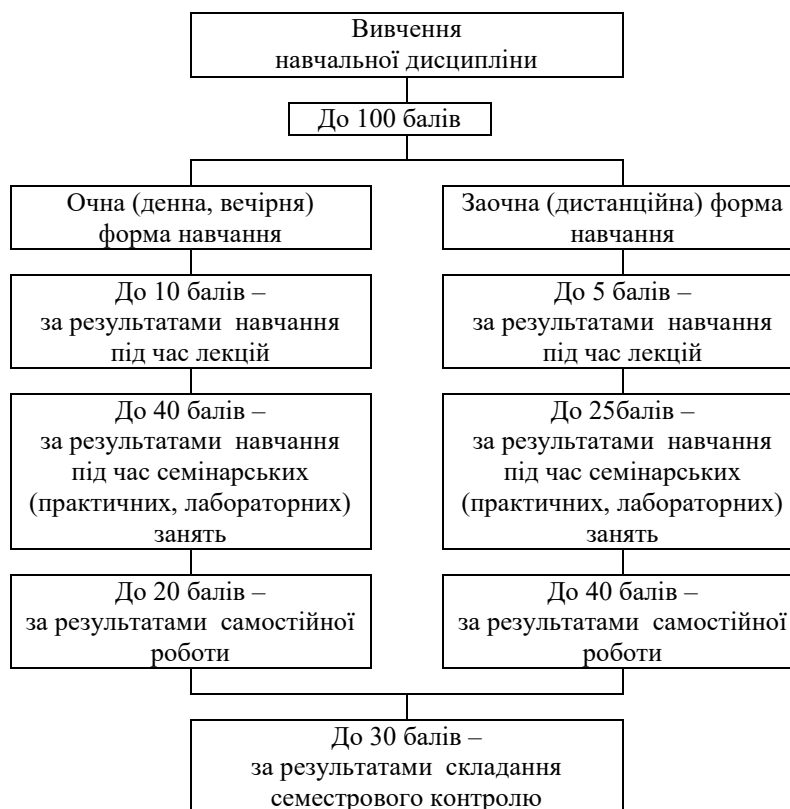 Вивчення
навчальної дисципліни
До 100 балів
Очна (денна, вечірня)
форма навчання
Заочна (дистанційна) форма
навчання
До 10 балів –
за результатами навчання
під час лекцій
До 5 балів –
за результатами навчання
під час лекцій
До 40 балів –
за результатами навчання
під час семінарських
(практичних, лабораторних)
занять
До 25балів –
за результатами навчання
під час семінарських
(практичних, лабораторних)
занять
До 20 балів –
за результатами самостійної
роботи
До 40 балів –
за результатами самостійної
роботи
До 30 балів –
за результатами складання
семестрового контролю